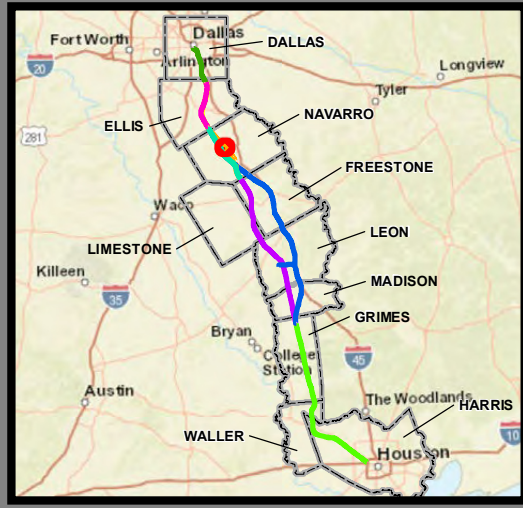 Dallas
Fort Worth
DALLAS
Arlington
20
Longview
Tyler
NAVARRO
ELLIS
281
FREESTONE
Waco
LEON
LIMESTONE
Killeen
MADISON
35
GRIMES
Bryan
College
Station
45
Austin
The Woodlands
HARRIS
WALLER
10
Houston